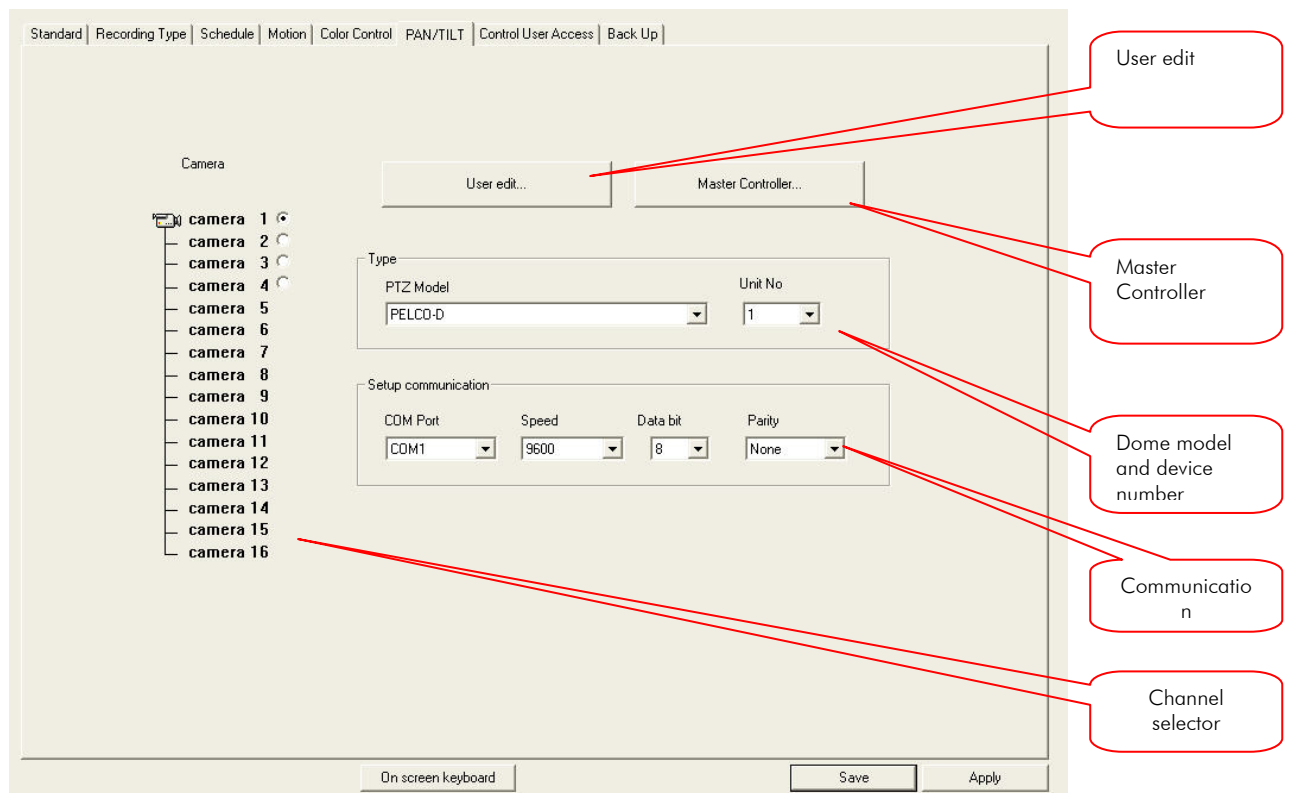 Standard Recording Type Schedule Motion Color Control PAN/TILT Control User Access Back Up
User edit
Camera
User edit...
Master Controller...
camera 1
camera 2
camera 3
camera 4
camera 5
camera 6
camera 7
camera 8
camera 9
camera 10
camera 11
camera 12
camera 13
camera 14
camera 15
camera 16
Type
PTZ Model
Unit No
PELCO-D
1
Setup communication
COM Port
Speed
Data bit
Parity
COM1
9600
8
None
Master
Controller
Dome model
and device
number
Communicatio
n
Channel
selector
On screen keyboard
Save
Apply